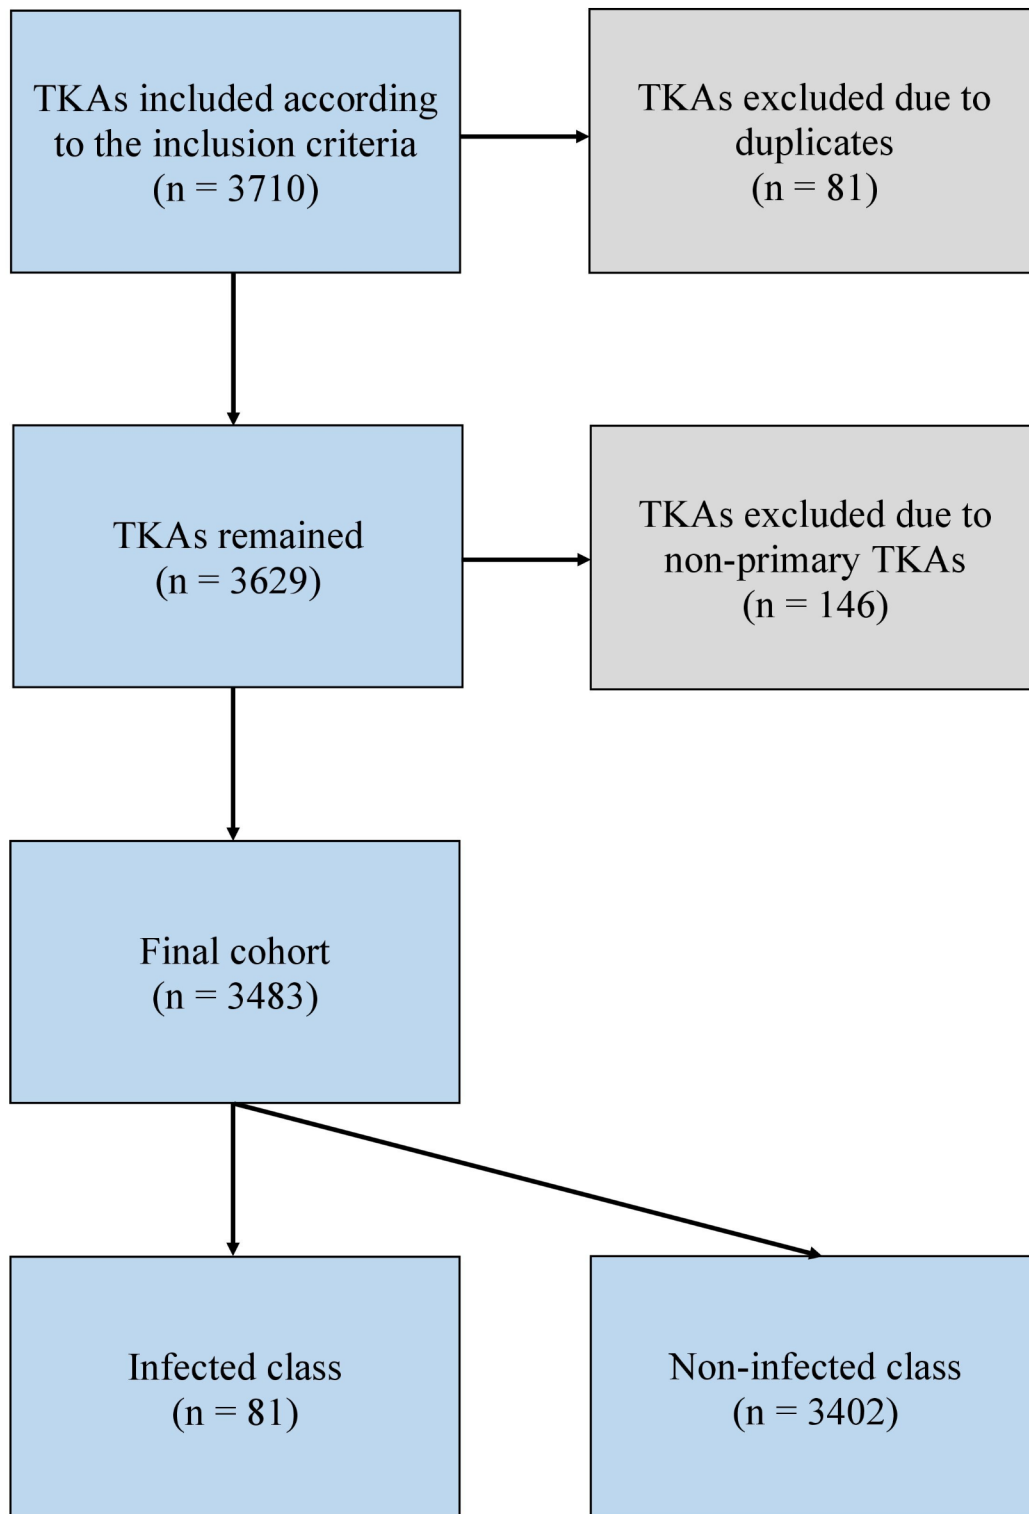 TKAs included according
to the inclusion criteria
(n = 3710)
TKAs excluded due to
duplicates
(n = 81)
TKAs remained
(n = 3629)
TKAs excluded due to
non-primary TKAs
(n = 146)
Final cohort
(n = 3483)
Infected class
(n = 81)
Non-infected class
(n = 3402)